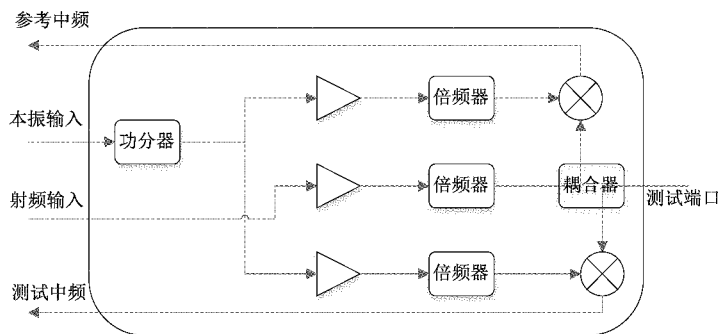 参考中频
倍频器
本振输入
功分器
射频输入
倍频器
耦合器
测试端口
测试中频
倍频器